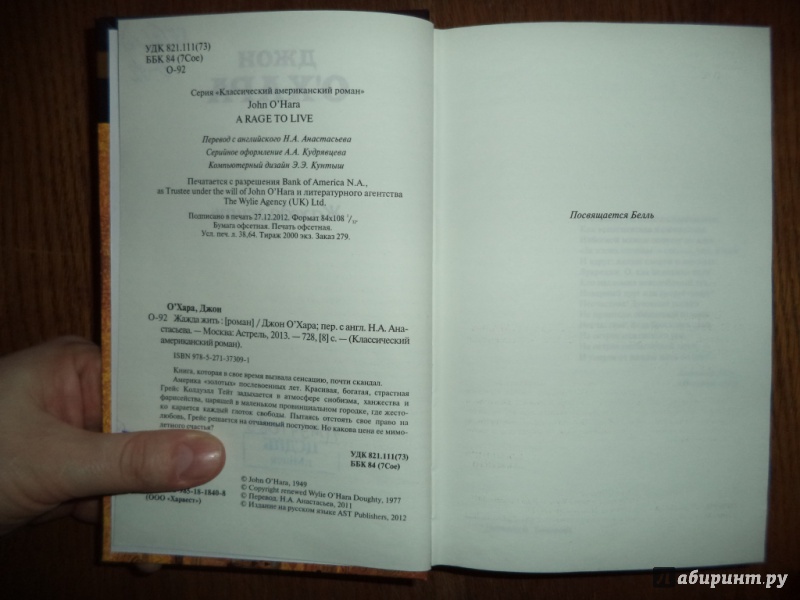 УДК 821.111(73)
ББК 84 (7Сое)
О-92
Серия «Классический американский роман»
John O'Hara
A RAGE TO LIVE
Перевод с английского Н.А. Анастасьева
Серийное оформление А.А. Кудрявцева
Компьютерный дизайн Э.Э. Кунтыш
Печатается с разрешения Bank of America N.A.,
as Trustee under the will of John O'Hara и литературного агентства
The Wylie Agency (UK) Ltd.
Подписано в печать 27.12.2012. Формат 84x108 1/32.
Бумага офсетная. Печать офсетная.
Усл. печ. л. 38,64. Тираж 2000 экз. Заказ 279.
О'Хара, Джон
О-92 Жажда жить : [роман] / Джон О'Хара; пер. с англ. Н.А. Ана-
стасьева. — Москва: Астрель, 2013. — 728, [8] с. — (Классический
американский роман).
ISBN 978-5-271-37309-1
Книга, которая в свое время вызвала сенсацию, почти скандал.
Америка «золотых» послевоенных лет. Красивая, богатая, страстная
Грейс Колдуэлл Тейт задыхается в атмосфере снобизма, ханжества и
фарисейства, царящей в маленьком провинциальном городке, где жесто-
ко карается каждый глоток свободы. Пытаясь отстоять свое право на
любовь, Грейс решается на отчаянный поступок. Но какова цена ее мимо-
летного счастья?
УДК 821.111(73)
ББК 84 (7Сое)
© John O'Hara, 1949
© Copyright renewed Wylie O'Hara Doughty, 1977
© Перевод. Н.А. Анастасьев, 2011
© Издание на русском языке AST Publishers, 2012
-18-1840-8
(ООО «Харвест»)
Посвящается Белль
Лабиринт.ру